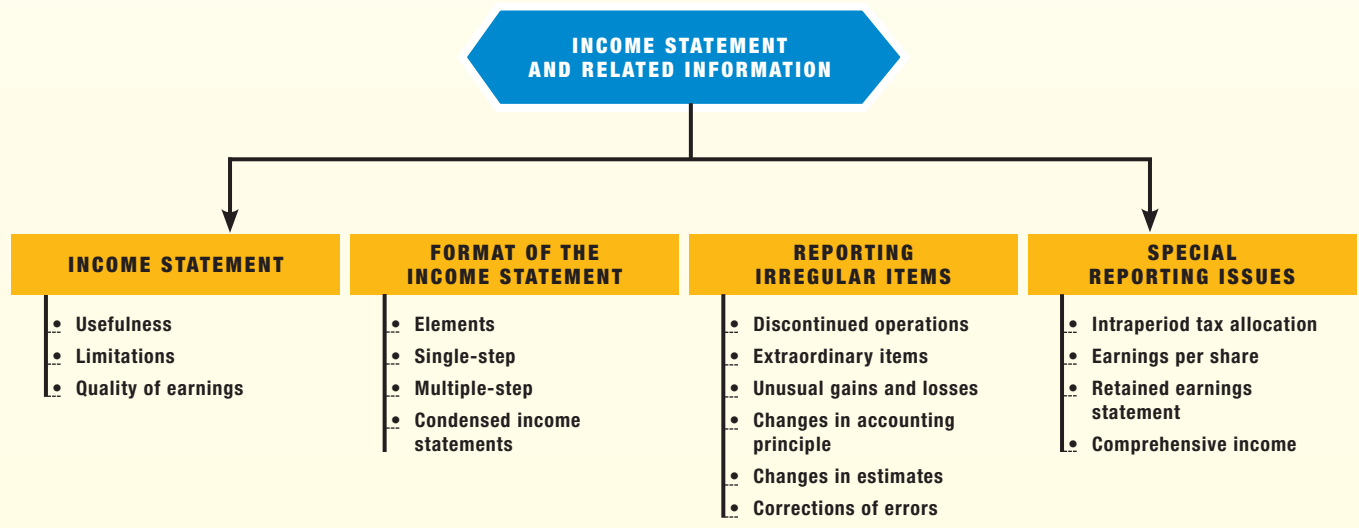 INCOME STATEMENT
AND RELATED INFORMATION
INCOME STATEMENT
• Usefulness
• Limitations
• Quality of earnings
FORMAT OF THE
INCOME STATEMENT
• Elements
• Single-step
• Multiple-step
• Condensed income
statements
REPORTING
IRREGULAR ITEMS
• Discontinued operations
• Extraordinary items
• Unusual gains and losses
• Changes in accounting
principle
• Changes in estimates
• Corrections of errors
SPECIAL
REPORTING ISSUES
• Intraperiod tax allocation
• Earnings per share
• Retained earnings
statement
• Comprehensive income